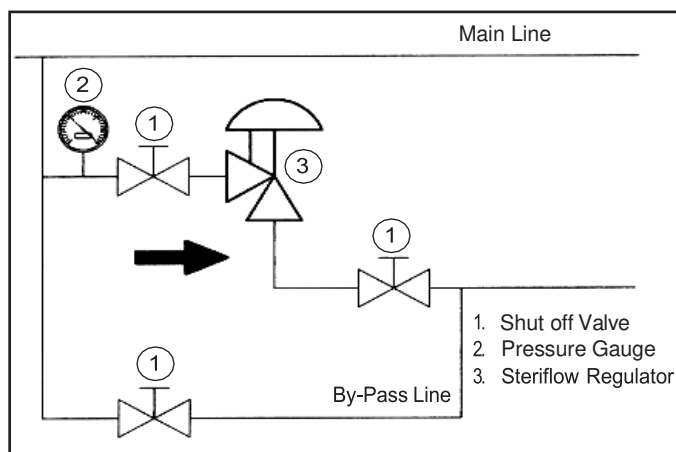 Main Line
2
1
3
1
1. Shut off Valve
2. Pressure Gauge
3. Steriflow Regulator
1
By-Pass Line